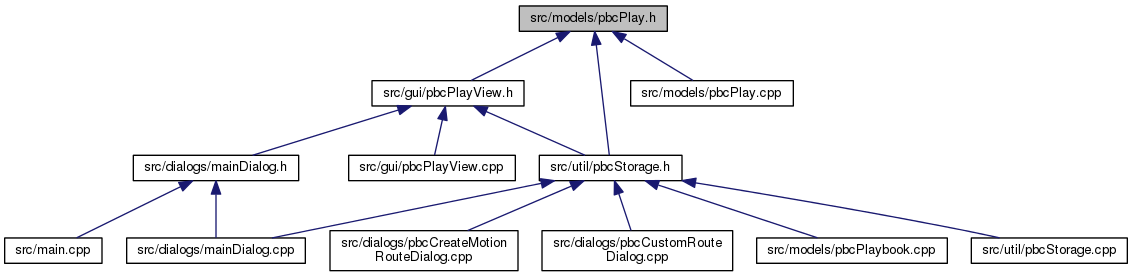 src/models/pbcPlay.h
src/gui/pbcPlayView.h
src/models/pbcPlay.cpp
src/dialogs/mainDialog.h
src/gui/pbcPlayView.cpp
src/util/pbcStorage.h
src/main.cpp
src/dialogs/mainDialog.cpp
src/dialogs/pbcCreateMotion
RouteDialog.cpp
src/dialogs/pbcCustomRoute
Dialog.cpp
src/models/pbcPlaybook.cpp
src/util/pbcStorage.cpp